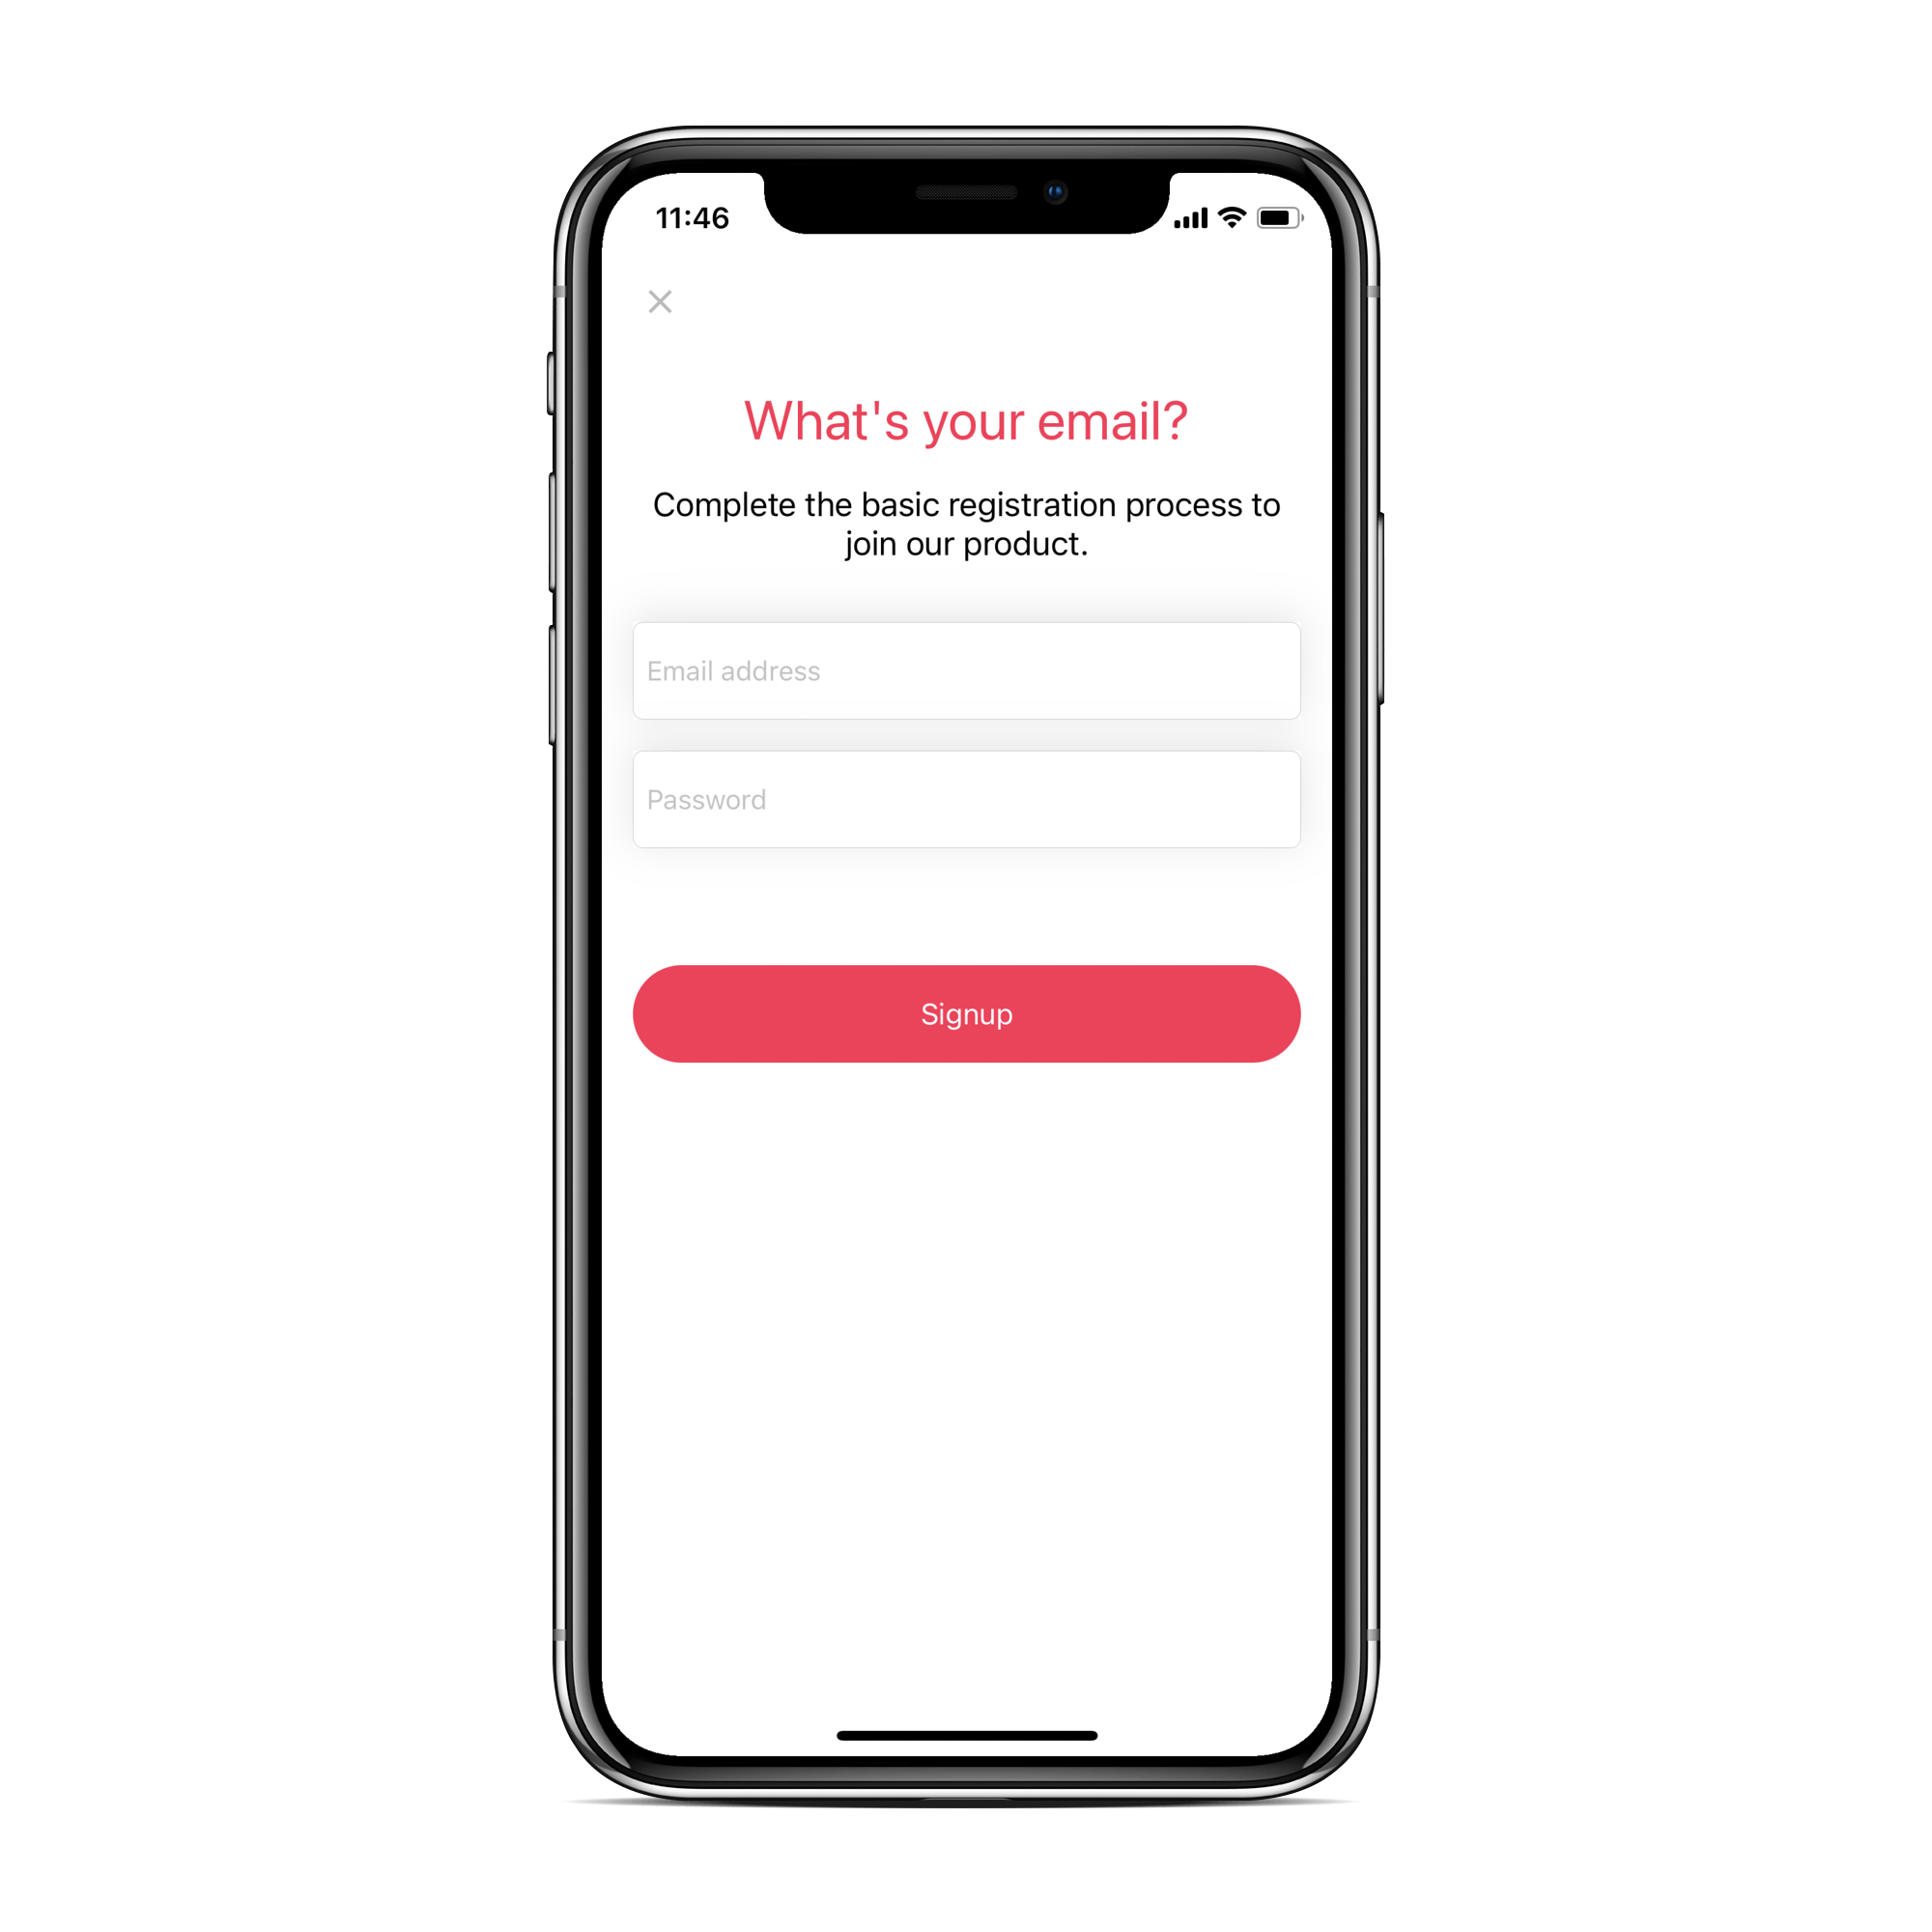 11:46
What's your email?
Complete the basic registration process to
join our product.
Email address
Password
Signup